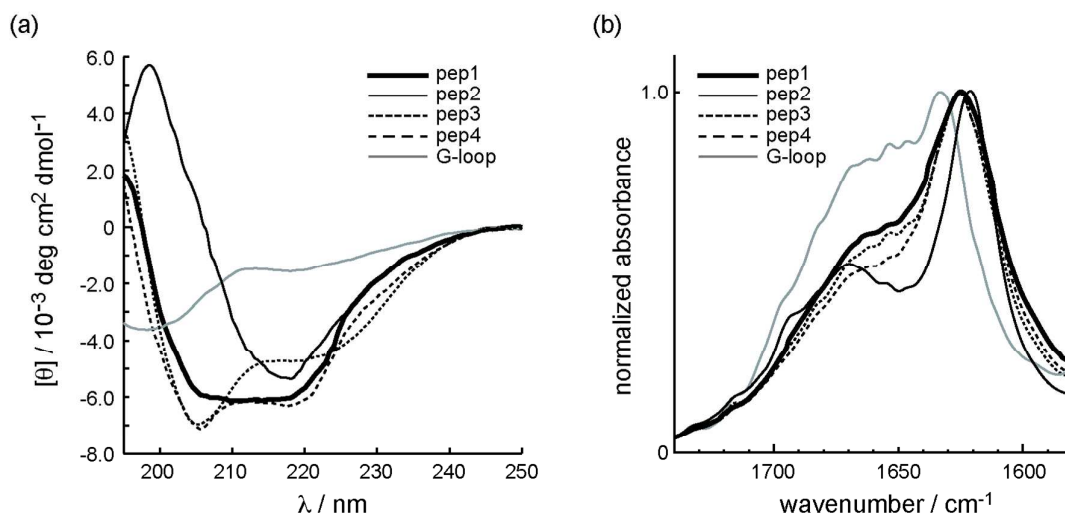 (a)
6.0
4.0
2.0
0
-2.0
-4.0
-6.0
-8.0
[θ] / 10⁻³ deg cm² dmol⁻¹
200 210 220 230 240 250
λ / nm
pep1
pep2
pep3
pep4
G-loop
(b)
1.0
0
normalized absorbance
1700 1650 1600
wavenumber / cm⁻¹
pep1
pep2
pep3
pep4
G-loop